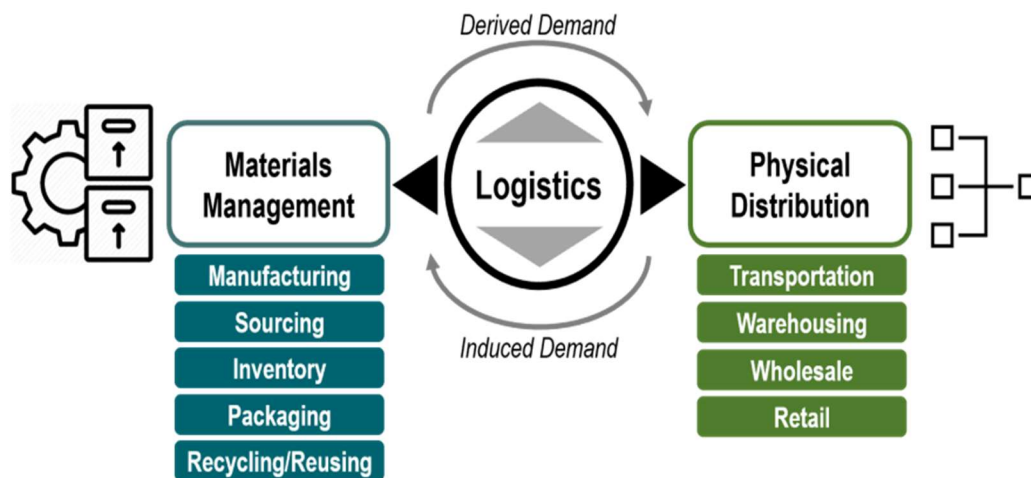 Derived Demand
Materials
Management
Logistics
Physical
Distribution
Manufacturing
Sourcing
Inventory
Packaging
Recycling/Reusing
Induced Demand
Transportation
Warehousing
Wholesale
Retail